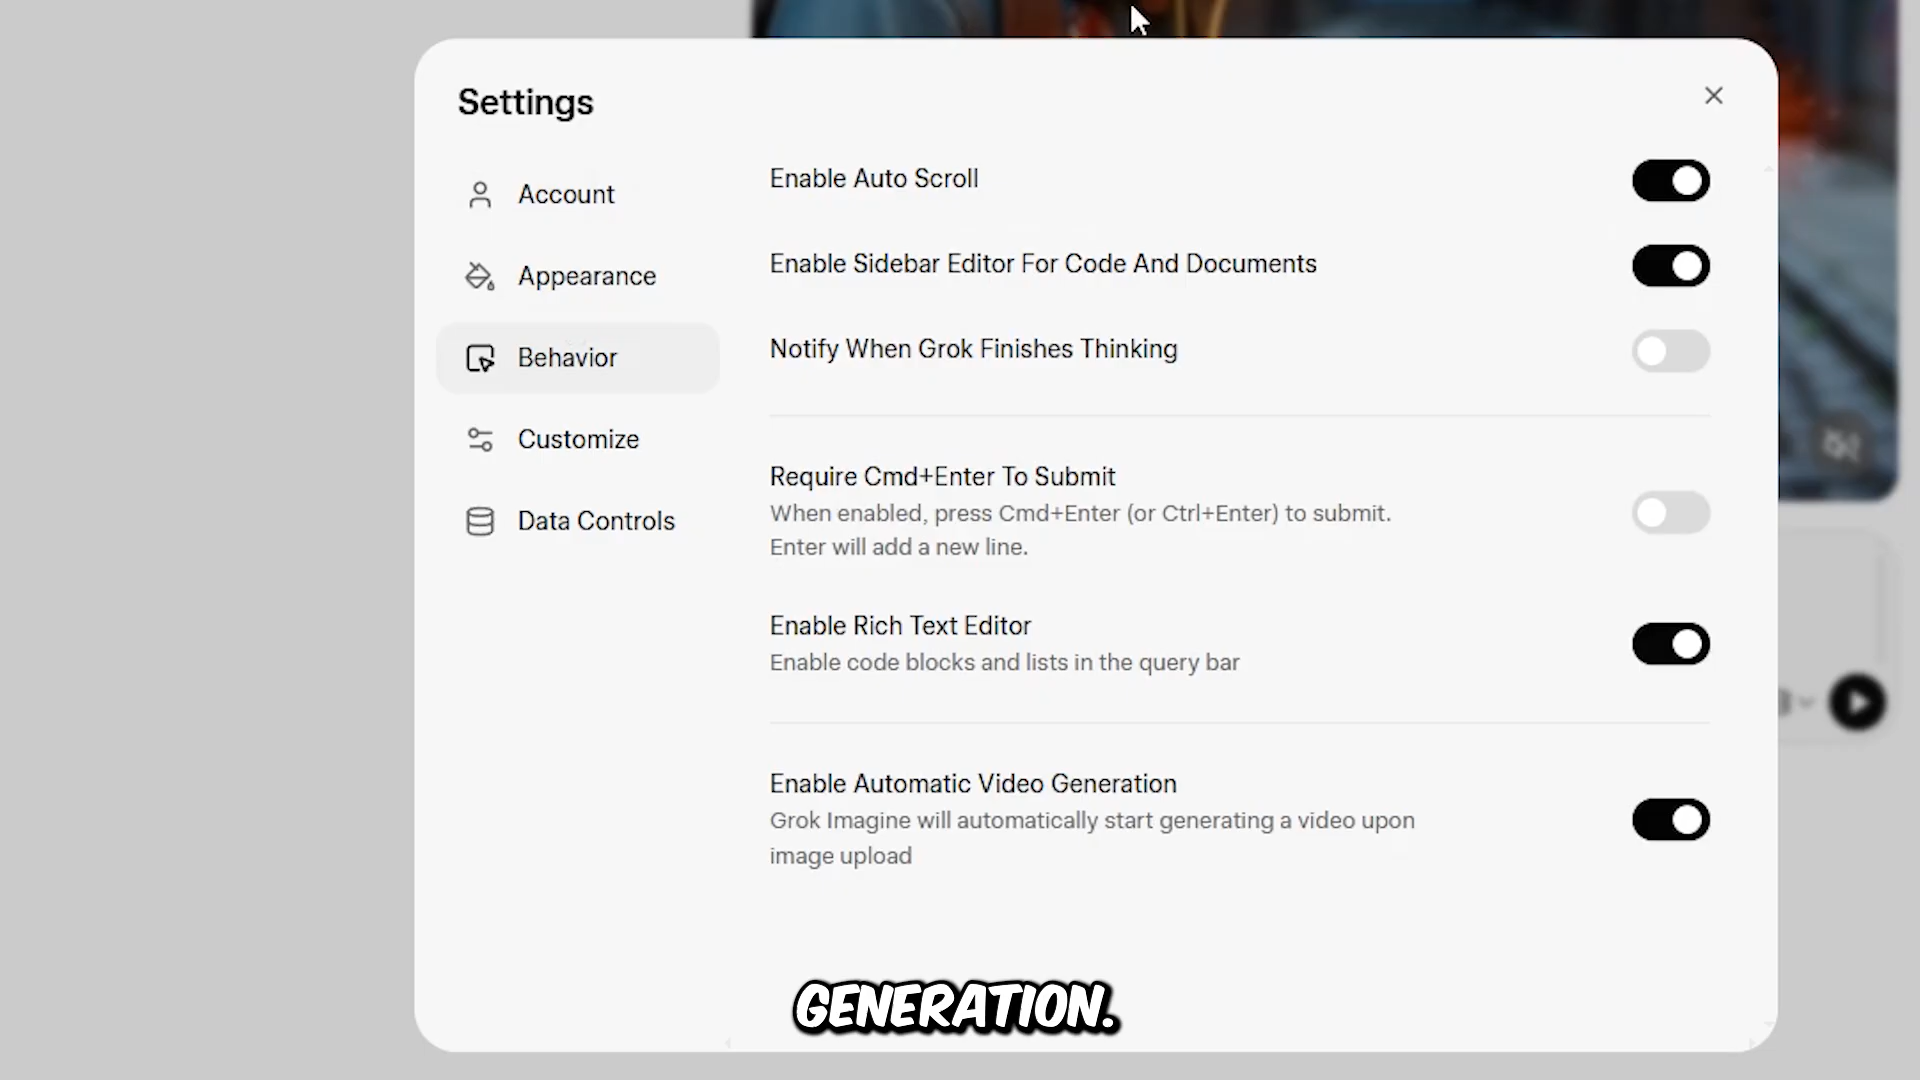 Settings
Account
Appearance
Behavior
Customize
Data Controls
Enable Auto Scroll
Enable Sidebar Editor For Code And Documents
Notify When Grok Finishes Thinking
Require Cmd+Enter To Submit
When enabled, press Cmd+Enter (or Ctrl+Enter) to submit.
Enter will add a new line.
Enable Rich Text Editor
Enable code blocks and lists in the query bar
Enable Automatic Video Generation
Grok Imagine will automatically start generating a video upon
image upload
GENERATION.